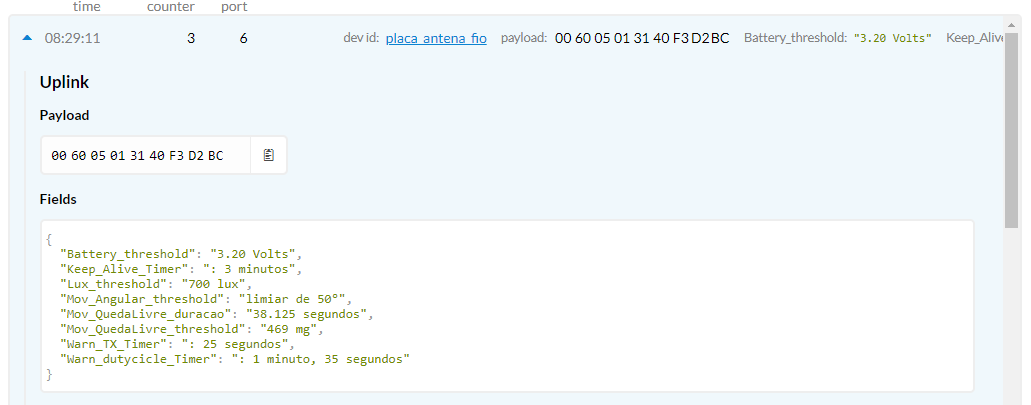 time counter port
08:29:11 3 6 dev id: placa_antena_fio payload: 00 60 05 01 31 40 F3 D2 BC Battery_threshold: "3.20 Volts" Keep_Alive
Uplink
Payload
00 60 05 01 31 40 F3 D2 BC
Fields
{
"Battery_threshold": "3.20 Volts",
"Keep_Alive_Timer": ": 3 minutos",
"Lux_threshold": "700 lux",
"Mov_Angular_threshold": "limiar de 50°",
"Mov_QuedaLivre_duracao": "38.125 segundos",
"Mov_QuedaLivre_threshold": "469 mg",
"Warn_TX_Timer": ": 25 segundos",
"Warn_dutycicle_Timer": ": 1 minuto, 35 segundos"
}